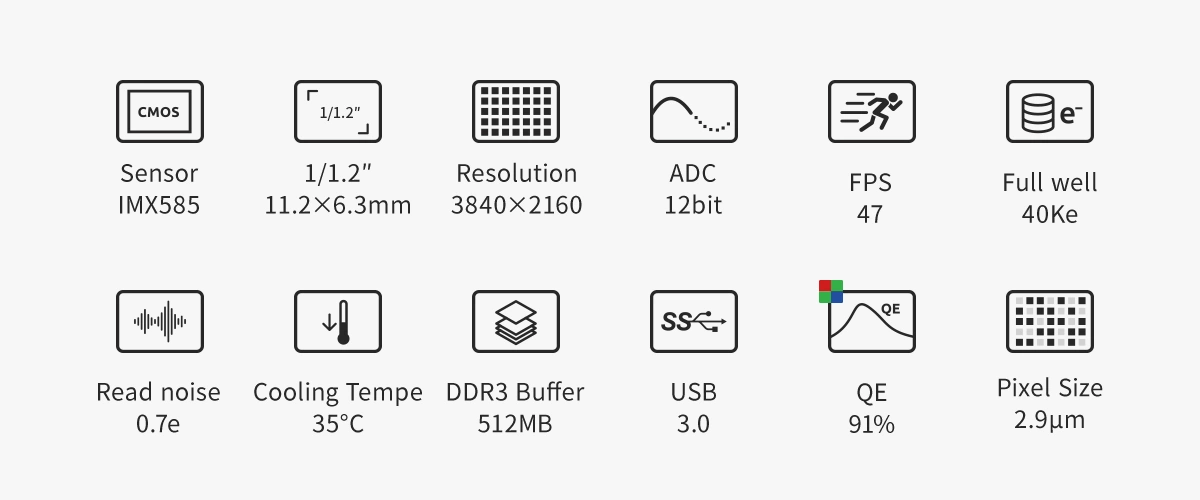 CMOS
Sensor
IMX585
1/1.2″
1/1.2″
11.2×6.3mm
Resolution
3840×2160
ADC
12bit
FPS
47
e⁻
Full well
40Ke
Read noise
0.7e
Cooling Tempe
35°C
DDR3 Buffer
512MB
SS
USB
3.0
QE
QE
91%
Pixel Size
2.9µm